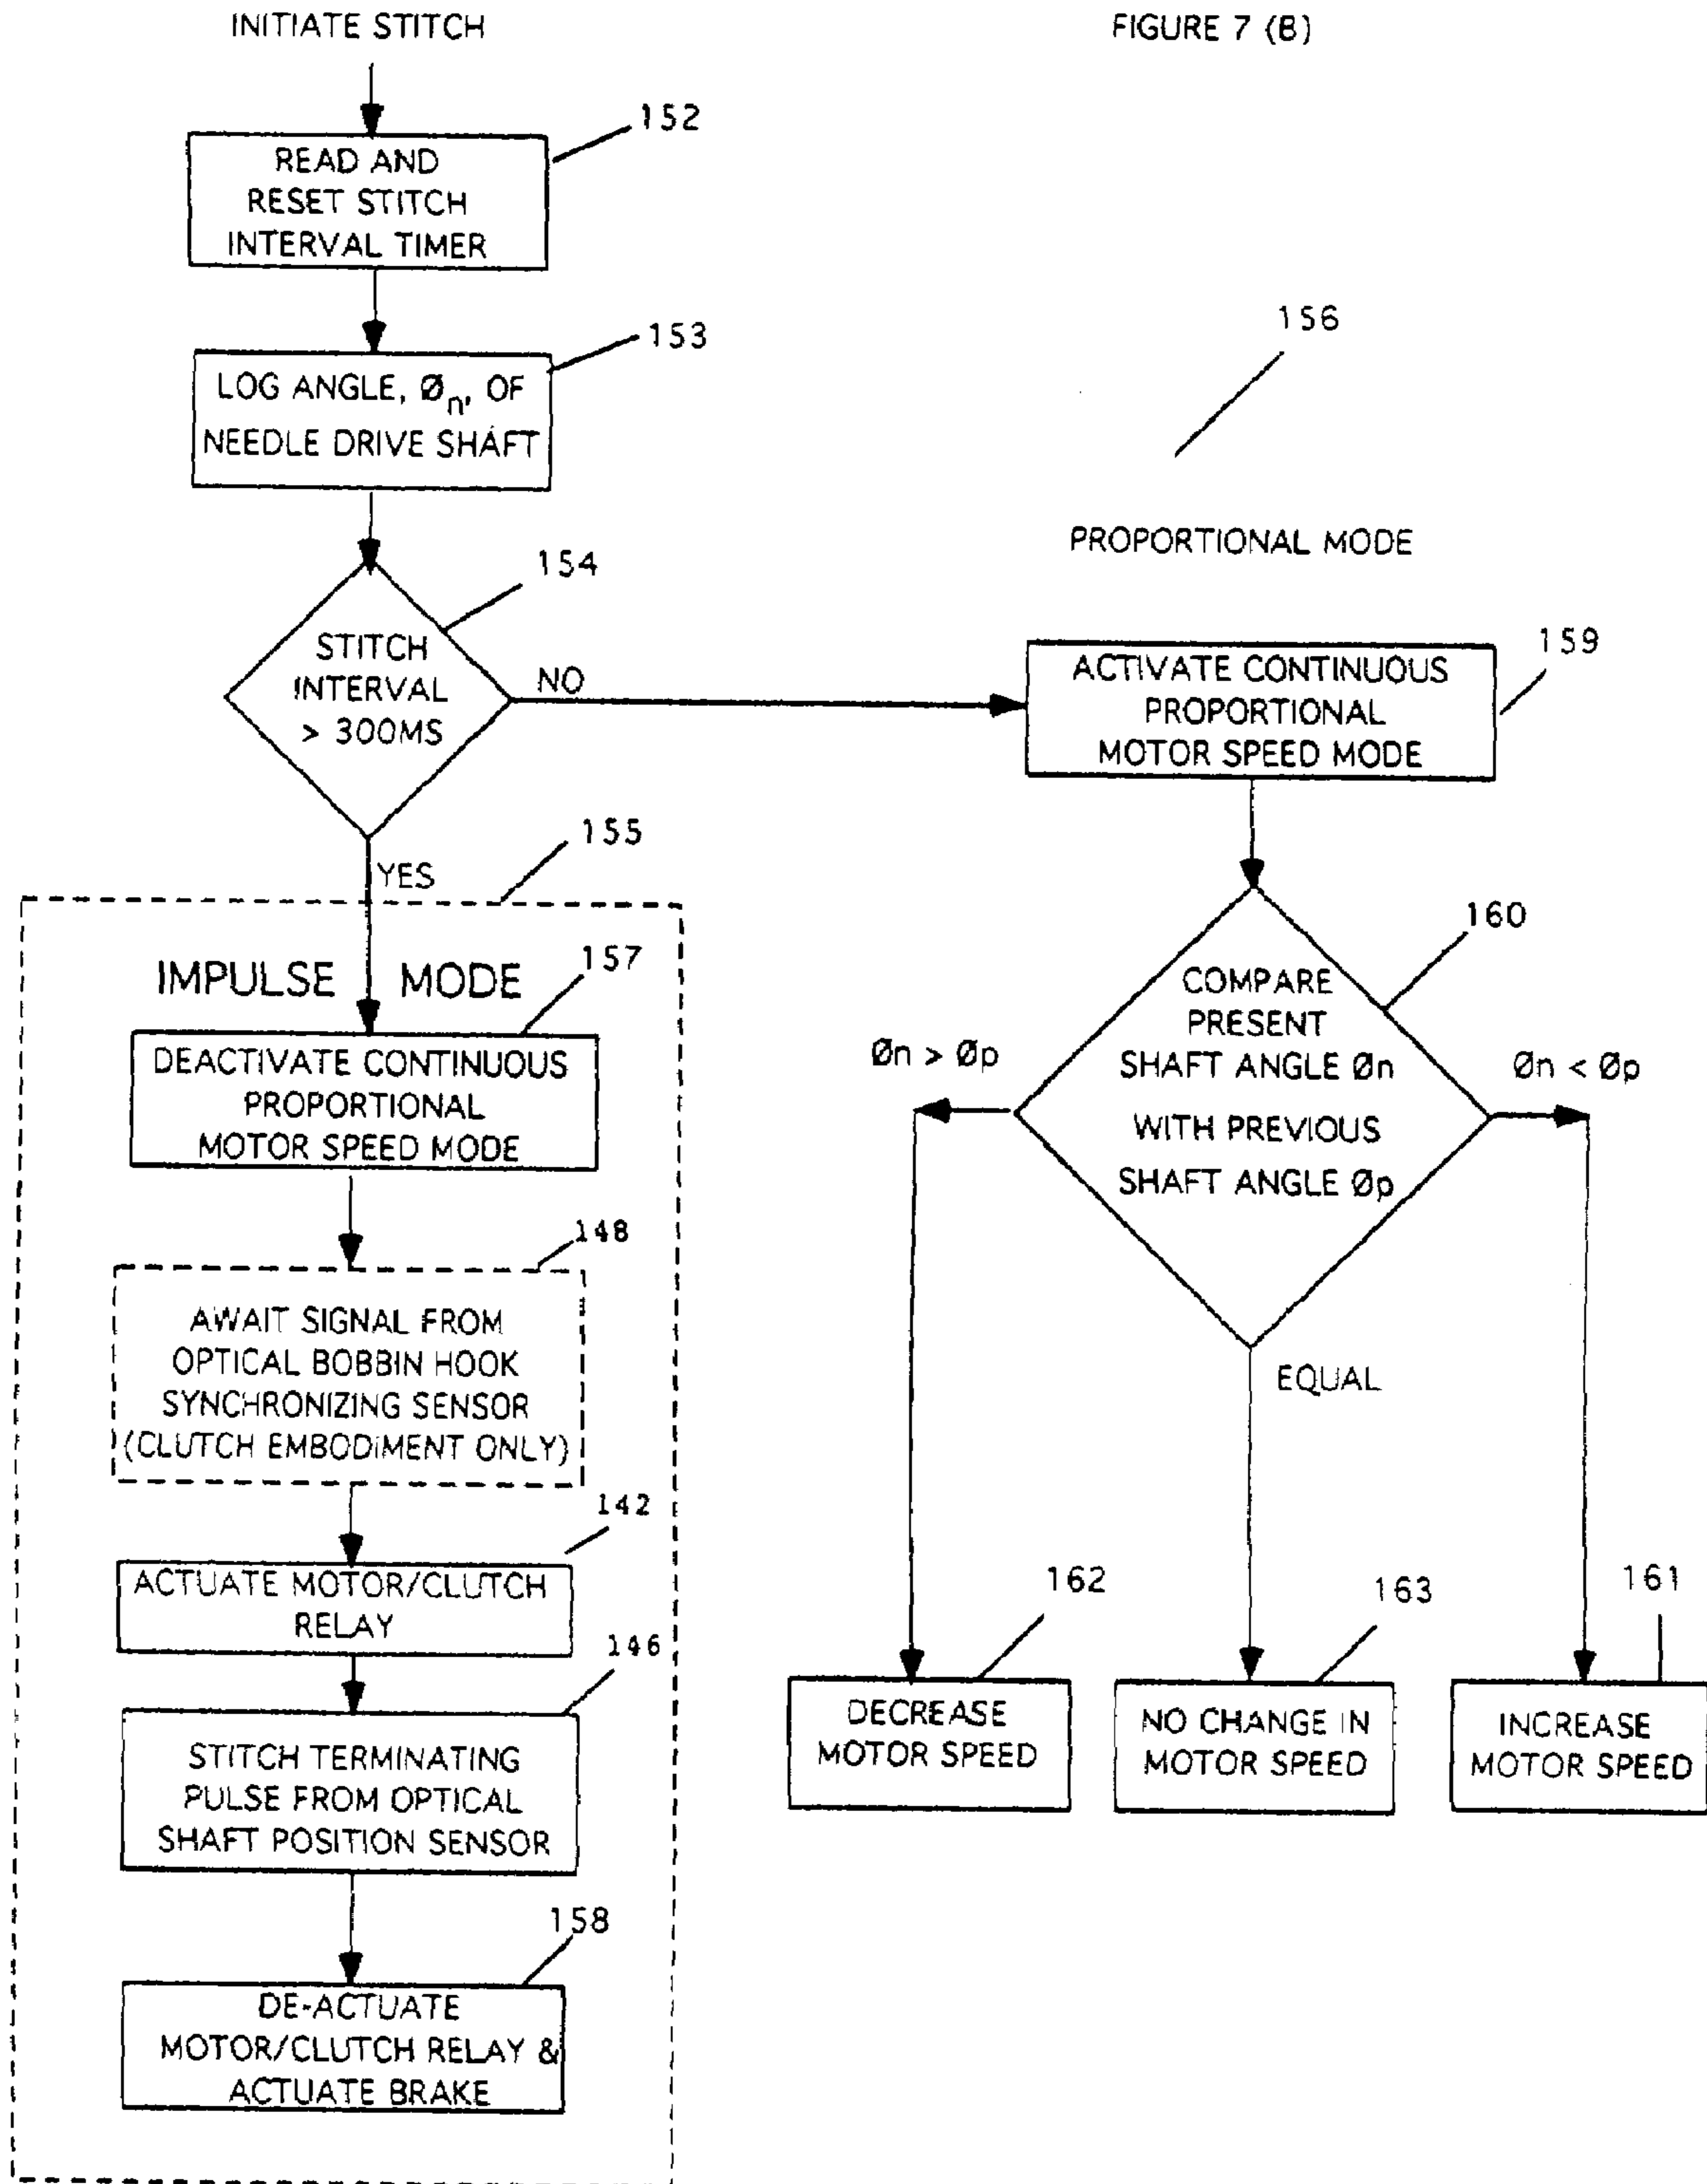 INITIATE STITCH
FIGURE 7 (B)
152
READ AND
RESET STITCH
INTERVAL TIMER
153
LOG ANGLE, Øn, OF
NEEDLE DRIVE SHAFT
156
PROPORTIONAL MODE
154
STITCH
INTERVAL
> 300MS
NO
159
ACTIVATE CONTINUOUS
PROPORTIONAL
MOTOR SPEED MODE
YES
155
IMPULSE MODE
157
DEACTIVATE CONTINUOUS
PROPORTIONAL
MOTOR SPEED MODE
148
AWAIT SIGNAL FROM
OPTICAL BOBBIN HOOK
SYNCHRONIZING SENSOR
(CLUTCH EMBODIMENT ONLY)
142
ACTUATE MOTOR/CLUTCH
RELAY
146
STITCH TERMINATING
PULSE FROM OPTICAL
SHAFT POSITION SENSOR
158
DE-ACTUATE
MOTOR/CLUTCH RELAY &
ACTUATE BRAKE
160
COMPARE
PRESENT
SHAFT ANGLE Øn
WITH PREVIOUS
SHAFT ANGLE Øp
Øn > Øp
Øn < Øp
EQUAL
162
DECREASE
MOTOR SPEED
163
NO CHANGE IN
MOTOR SPEED
161
INCREASE
MOTOR SPEED